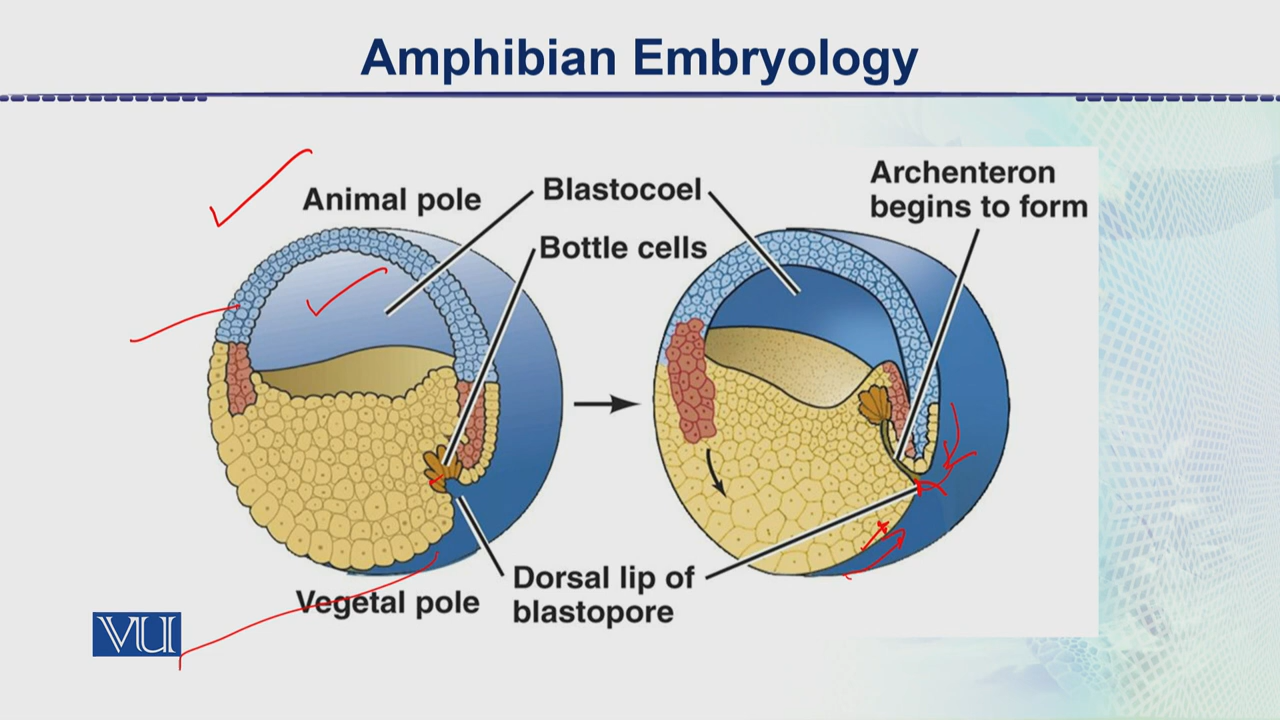 Amphibian Embryology
Animal pole
Blastocoel
Bottle cells
Archenteron
begins to form
Vegetal pole
Dorsal lip of
blastopore
VU